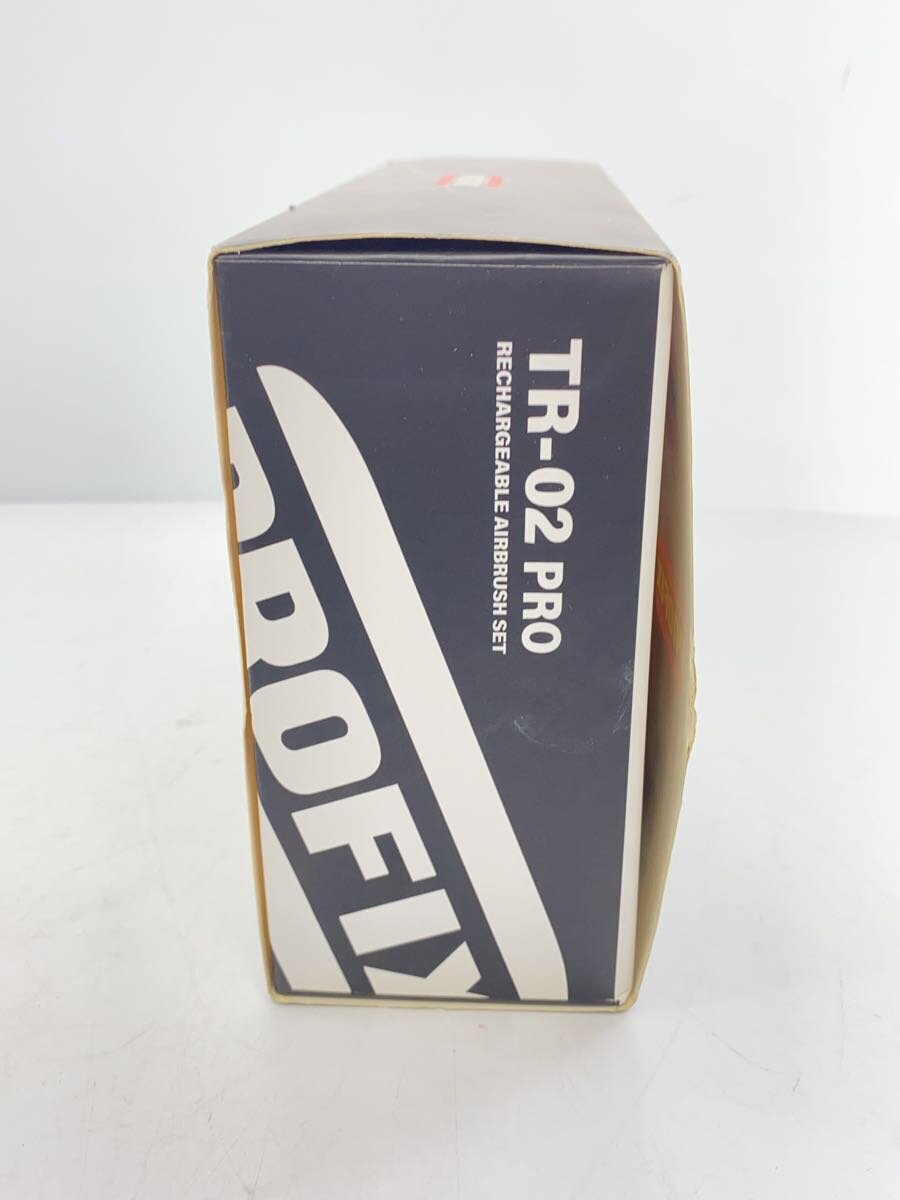 TR-02 PRO
RECHARGEABLE AIRBRUSH SET
PROFIX